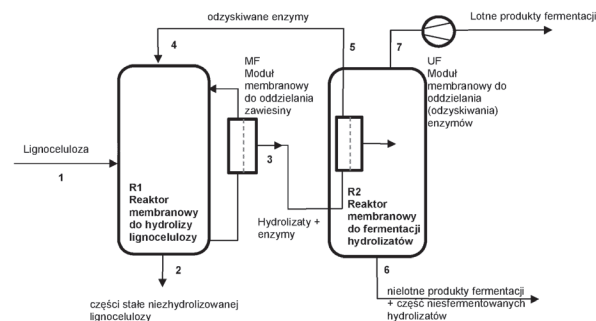 odzyskiwane enzymy
Lotne produkty fermentacji
4
5
7
MF
Moduł
membranowy
do oddzielania
zawiesiny
UF
Moduł
membranowy do
oddzielania
(odzyskiwania)
enzymów
Lignoceluloza
1
3
R1
Reaktor
membranowy
do hydrolizy
lignocelulozy
R2
Reaktor
membranowy
do fermentacji
hydrolizatów
Hydrolizaty +
enzymy
2
6
części stałe niezhydrolizowanej
lignocelulozy
nielotne produkty fermentacji
+ część niesfermentowanych
hydrolizatów